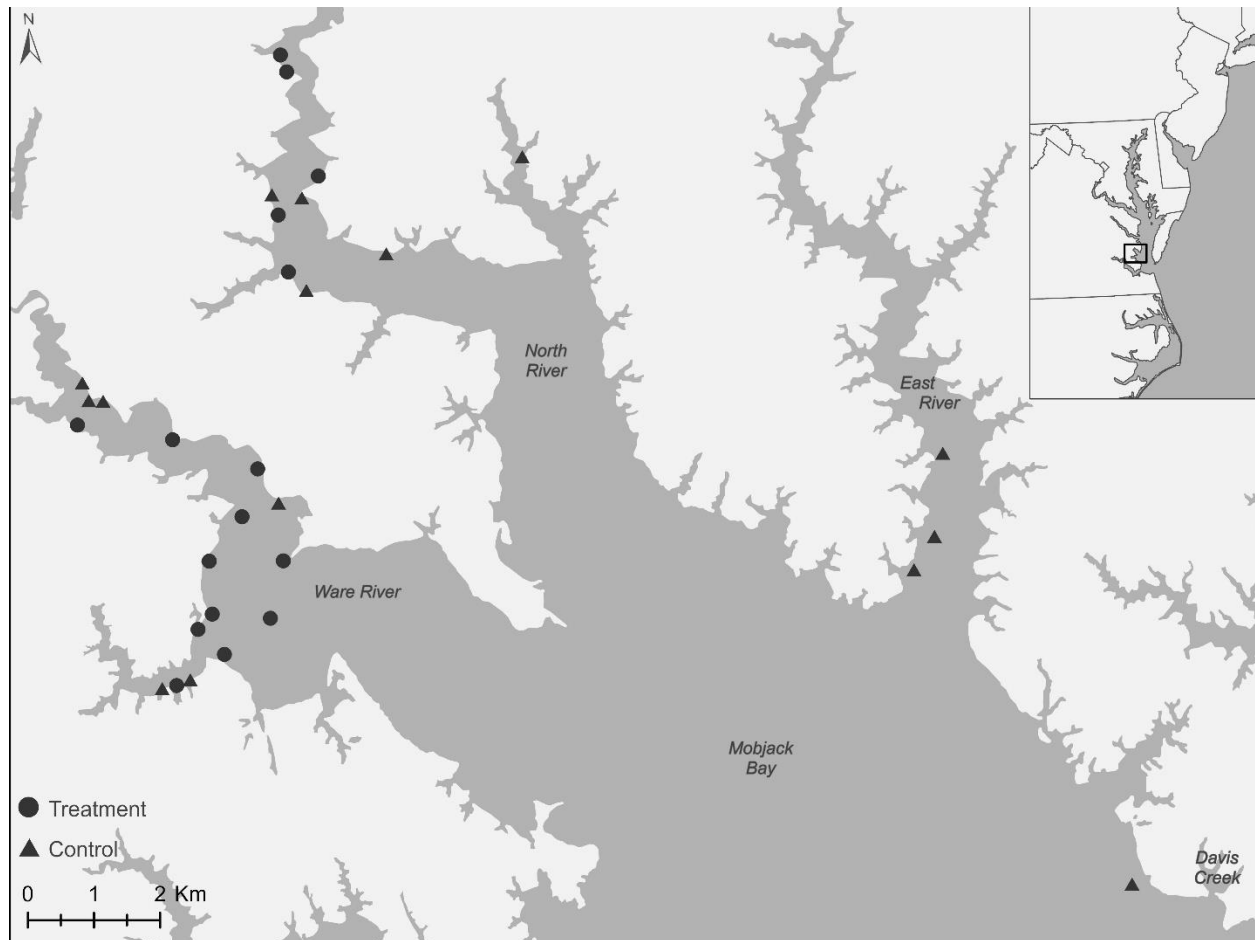 N
North
River
East
River
Ware River
Mobjack
Bay
Treatment
Control
Davis
Creek
0 1 2 Km